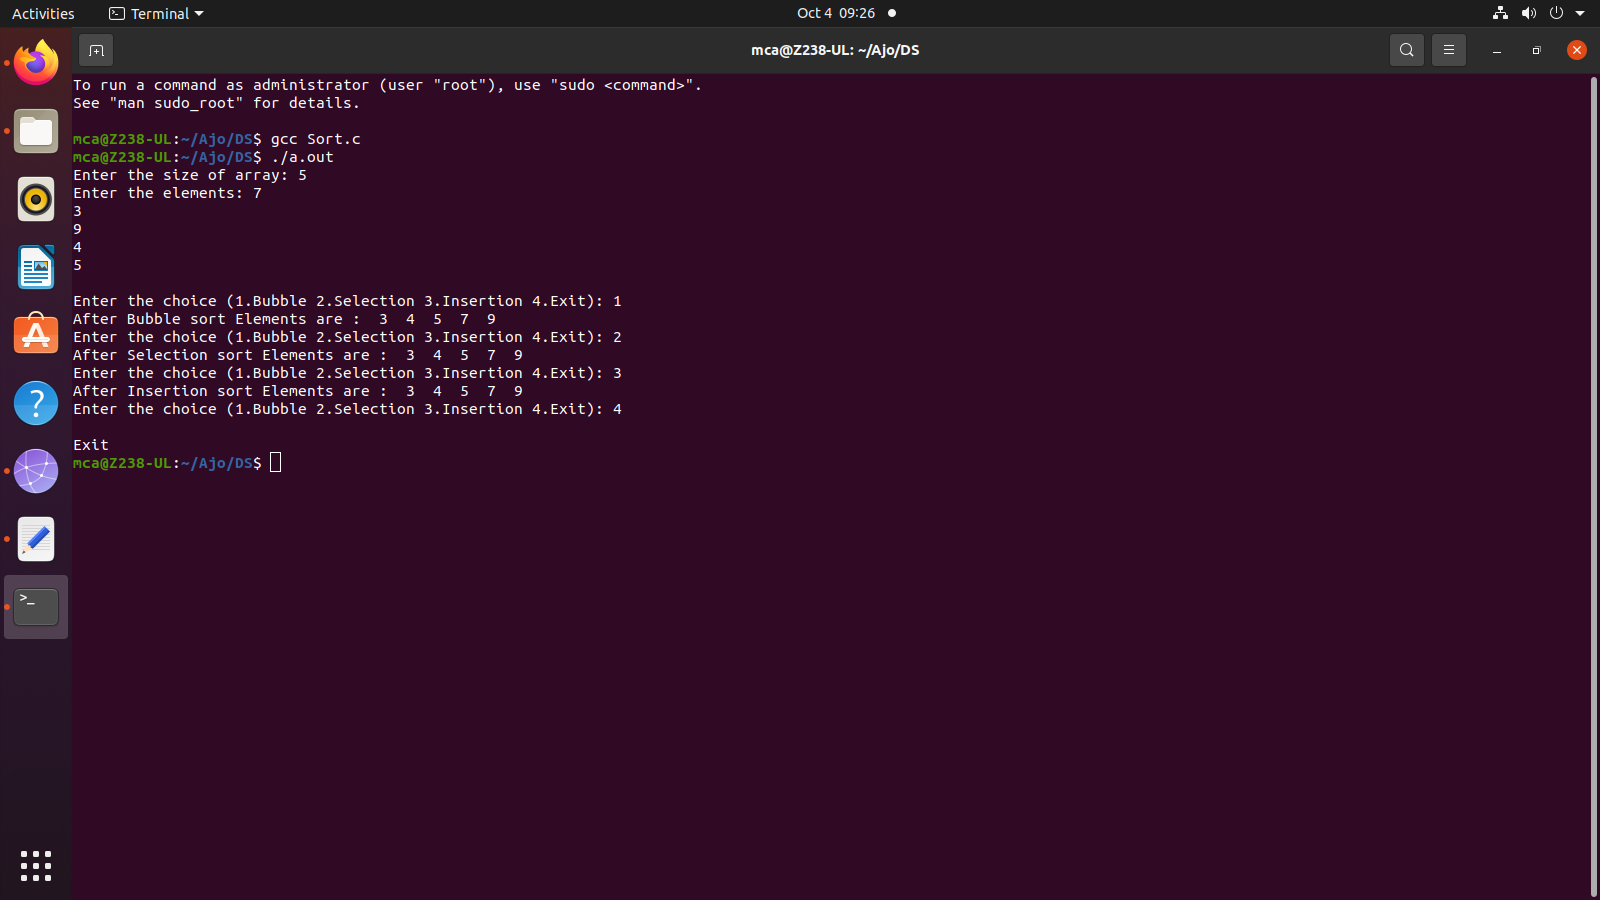 Activities Terminal Oct 4 09:26
mca@Z238-UL: ~/Ajo/DS
To run a command as administrator (user "root"), use "sudo <command>".
See "man sudo_root" for details.
mca@Z238-UL:~/Ajo/DS$ gcc Sort.c
mca@Z238-UL:~/Ajo/DS$ ./a.out
Enter the size of array: 5
Enter the elements: 7
3
9
4
5
Enter the choice (1.Bubble 2.Selection 3.Insertion 4.Exit): 1
After Bubble sort Elements are :  3  4  5  7  9
Enter the choice (1.Bubble 2.Selection 3.Insertion 4.Exit): 2
After Selection sort Elements are :  3  4  5  7  9
Enter the choice (1.Bubble 2.Selection 3.Insertion 4.Exit): 3
After Insertion sort Elements are :  3  4  5  7  9
Enter the choice (1.Bubble 2.Selection 3.Insertion 4.Exit): 4
Exit
mca@Z238-UL:~/Ajo/DS$